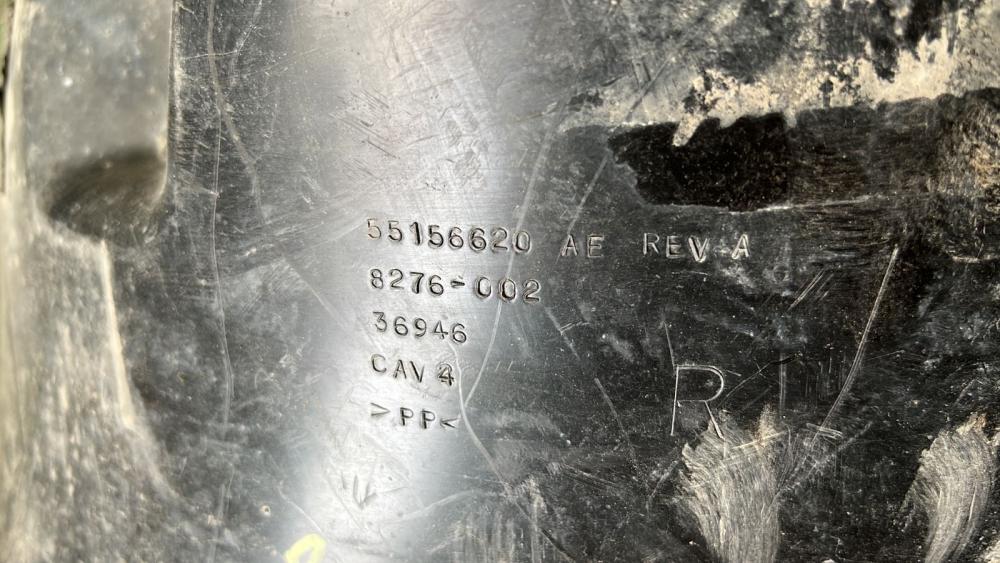 55156620 AE REV A
8276-002
36946
CAV 4
>PP<
R